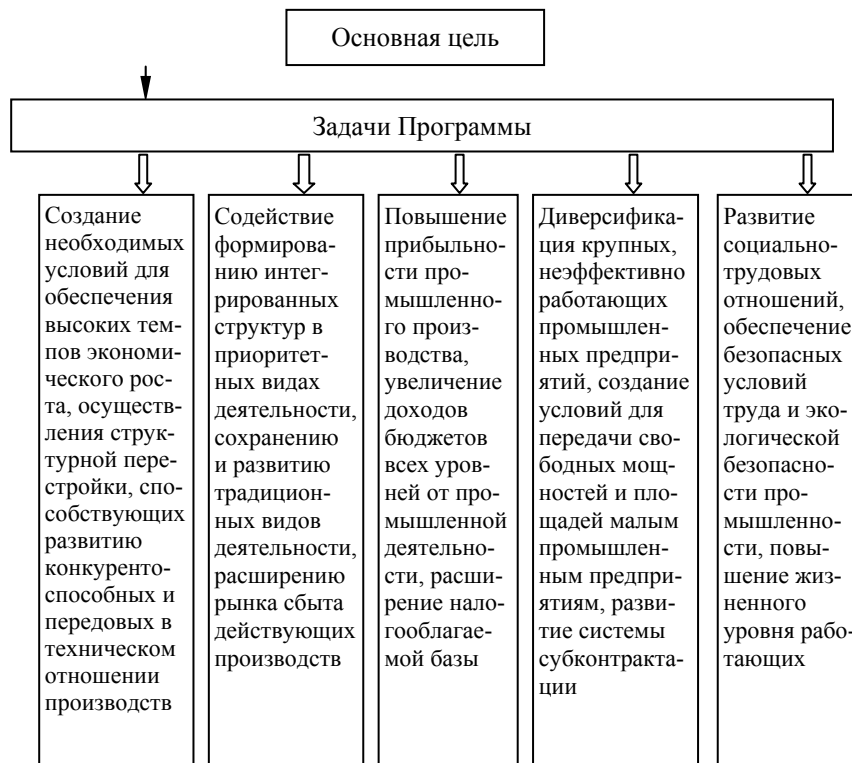 Основная цель
Задачи Программы
Создание
необходимых
условий для
обеспечения
высоких тем-
пов экономи-
ческого рос-
та, осуществ-
ления струк-
турной пере-
стройки, спо-
собствующих
развитию
конкуренто-
способных и
передовых в
техническом
отношении
производств
Содействие
формирова-
нию интег-
рированных
структур в
приоритет-
ных видах
деятельности,
сохранению
и развитию
традицион-
ных видов
деятельности,
расширению
рынка сбыта
действующих
производств
Повышение
прибыльно-
сти про-
мышленно-
го произ-
водства,
увеличение
доходов
бюджетов
всех уров-
ней от про-
мышленной
деятельно-
сти, расши-
рение нало-
гооблагае-
мой базы
Диверсифика-
ция крупных,
неэффективно
работающих
промышлен-
ных предпри-
ятий, создание
условий для
передачи сво-
бодных мощ-
ностей и пло-
щадей малым
промышлен-
ным предпри-
ятиям, разви-
тие системы
субконтракта-
ции
Развитие
социально-
трудовых
отношений,
обеспечение
безопасных
условий
труда и эко-
логической
безопасно-
сти про-
мышленно-
сти, повы-
шение жиз-
ненного
уровня рабо-
тающих